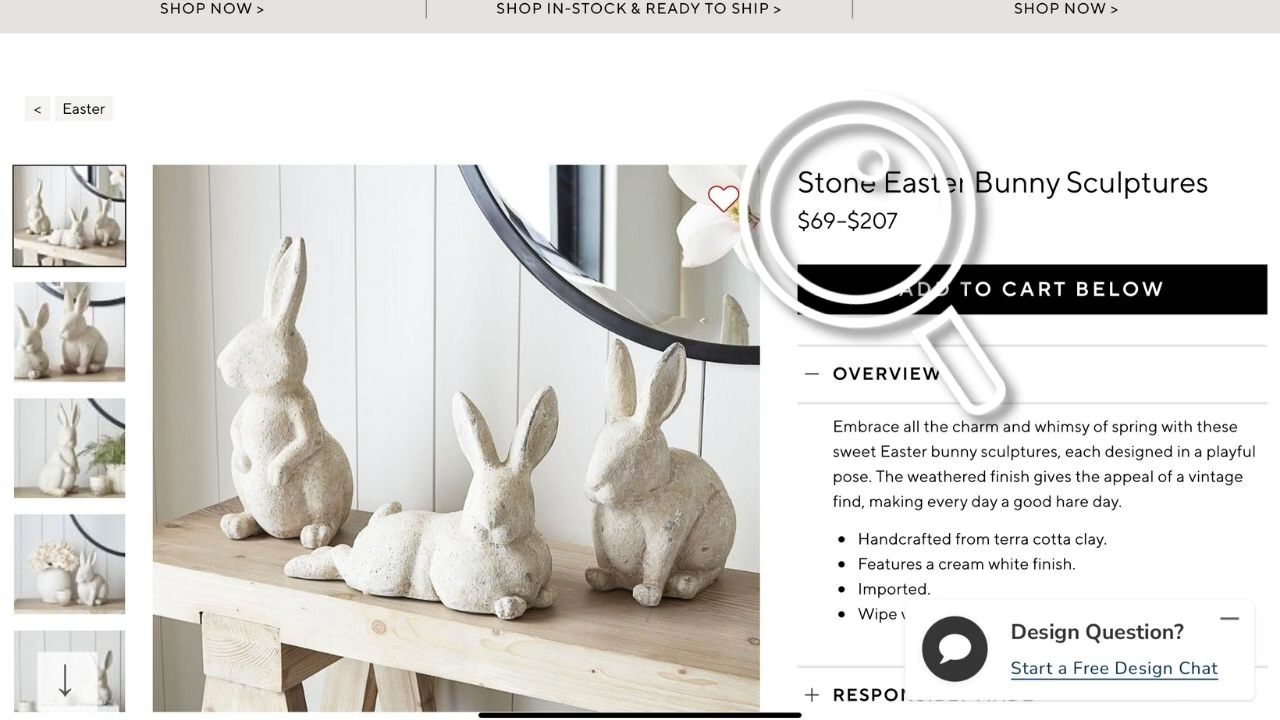 SHOP NOW >
SHOP IN-STOCK & READY TO SHIP >
SHOP NOW >
< Easter
Stone Easter Bunny Sculptures
$69–$207
ADD TO CART BELOW
— OVERVIEW
Embrace all the charm and whimsy of spring with these
sweet Easter bunny sculptures, each designed in a playful
pose. The weathered finish gives the appeal of a vintage
find, making every day a good hare day.
• Handcrafted from terra cotta clay.
• Features a cream white finish.
• Imported.
• Wipe
Design Question?
Start a Free Design Chat